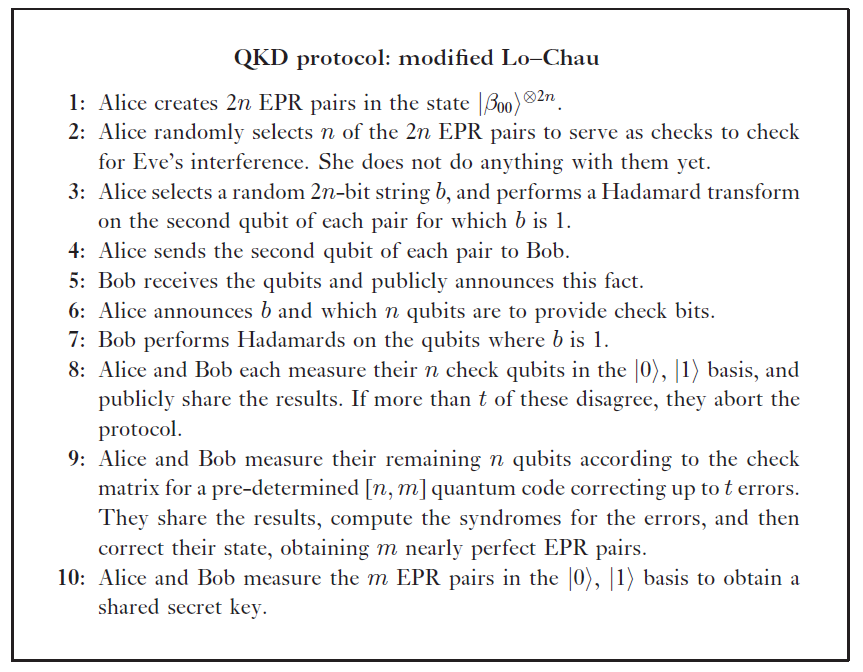 QKD protocol: modified Lo–Chau
1: Alice creates 2n EPR pairs in the state |β₀₀⟩^⊗2n.
2: Alice randomly selects n of the 2n EPR pairs to serve as checks to check
for Eve's interference. She does not do anything with them yet.
3: Alice selects a random 2n-bit string b, and performs a Hadamard transform
on the second qubit of each pair for which b is 1.
4: Alice sends the second qubit of each pair to Bob.
5: Bob receives the qubits and publicly announces this fact.
6: Alice announces b and which n qubits are to provide check bits.
7: Bob performs Hadamards on the qubits where b is 1.
8: Alice and Bob each measure their n check qubits in the |0⟩, |1⟩ basis, and
publicly share the results. If more than t of these disagree, they abort the
protocol.
9: Alice and Bob measure their remaining n qubits according to the check
matrix for a pre-determined [n, m] quantum code correcting up to t errors.
They share the results, compute the syndromes for the errors, and then
correct their state, obtaining m nearly perfect EPR pairs.
10: Alice and Bob measure the m EPR pairs in the |0⟩, |1⟩ basis to obtain a
shared secret key.